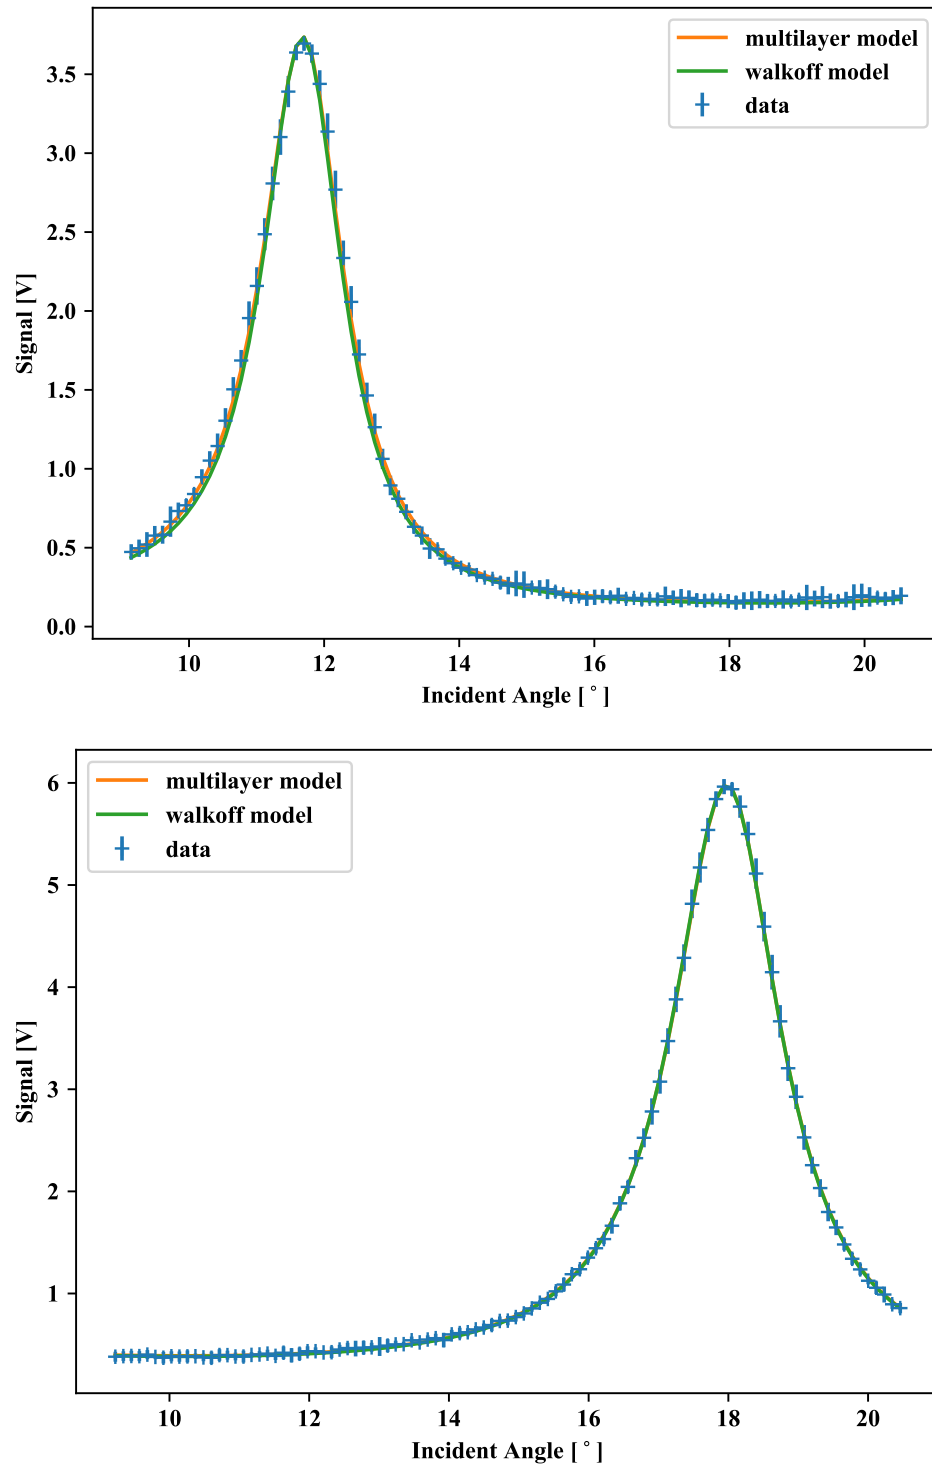 multilayer model
walkoff model
data
3.5
3.0
2.5
2.0
1.5
1.0
0.5
0.0
Signal [V]
10 12 14 16 18 20
Incident Angle [ ° ]
multilayer model
walkoff model
data
6
5
4
3
2
1
Signal [V]
10 12 14 16 18 20
Incident Angle [ ° ]